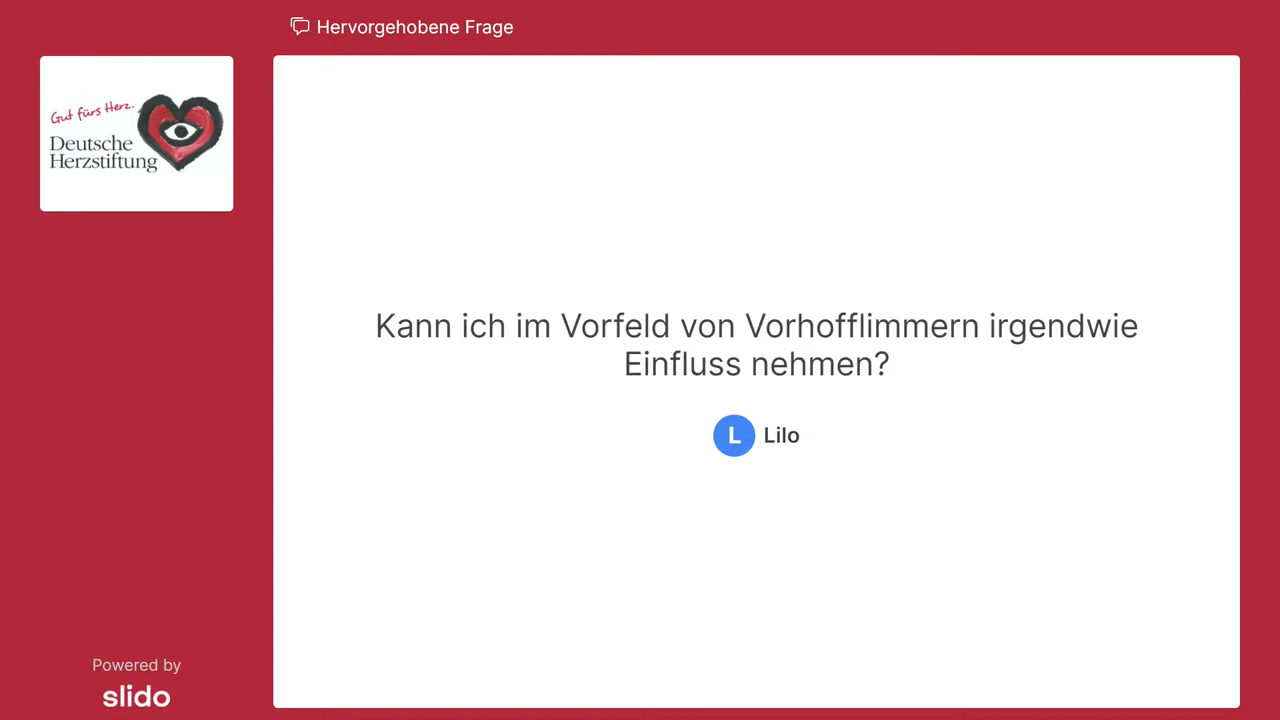 Hervorgehobene Frage
Gut fürs Herz.
Deutsche
Herzstiftung
Kann ich im Vorfeld von Vorhofflimmern irgendwie
Einfluss nehmen?
L Lilo
Powered by
slido